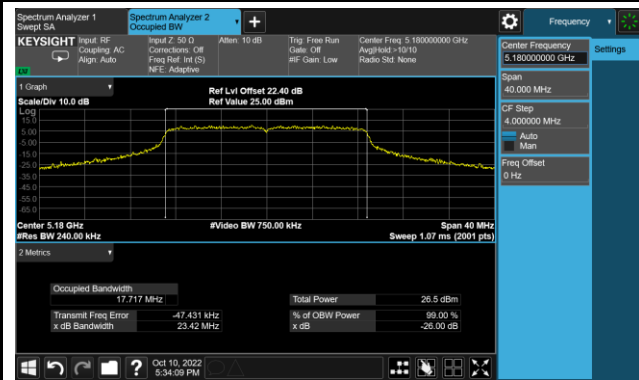 Spectrum Analyzer 1
Swept SA
Spectrum Analyzer 2
Occupied BW
Frequency
KEYSIGHT
Input: RF
Coupling: AC
Align: Auto
Input Z: 50 Ω
Corrections: Off
Freq Ref: Int (S)
NFE: Adaptive
Atten: 10 dB
Trig: Free Run
Gate: Off
#IF Gain: Low
Center Freq: 5.180000000 GHz
Avg|Hold:>10/10
Radio Std: None
Center Frequency
5.180000000 GHz
Settings
Span
40.000 MHz
CF Step
4.000000 MHz
Auto
Man
Freq Offset
0 Hz
1 Graph
Scale/Div 10.0 dB
Ref Lvl Offset 22.40 dB
Ref Value 25.00 dBm
Log
15.0
5.00
-5.00
-15.0
-25.0
-35.0
-45.0
-55.0
-65.0
Center 5.18 GHz
#Video BW 750.00 kHz
Span 40 MHz
#Res BW 240.00 kHz
Sweep 1.07 ms (2001 pts)
2 Metrics
Occupied Bandwidth
17.717 MHz
Total Power
26.5 dBm
Transmit Freq Error
-47.431 kHz
% of OBW Power
99.00 %
x dB Bandwidth
23.42 MHz
x dB
-26.00 dB
Oct 10, 2022
5:34:09 PM